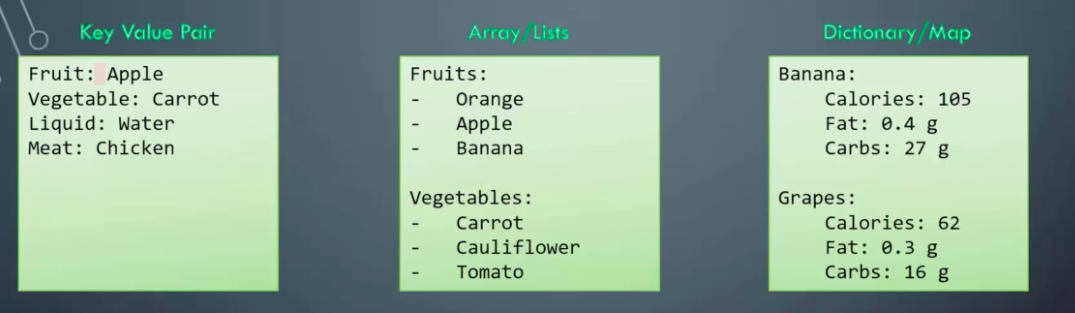 Key Value Pair
Fruit: Apple
Vegetable: Carrot
Liquid: Water
Meat: Chicken
Array/Lists
Fruits:
- Orange
- Apple
- Banana
Vegetables:
- Carrot
- Cauliflower
- Tomato
Dictionary/Map
Banana:
Calories: 105
Fat: 0.4 g
Carbs: 27 g
Grapes:
Calories: 62
Fat: 0.3 g
Carbs: 16 g